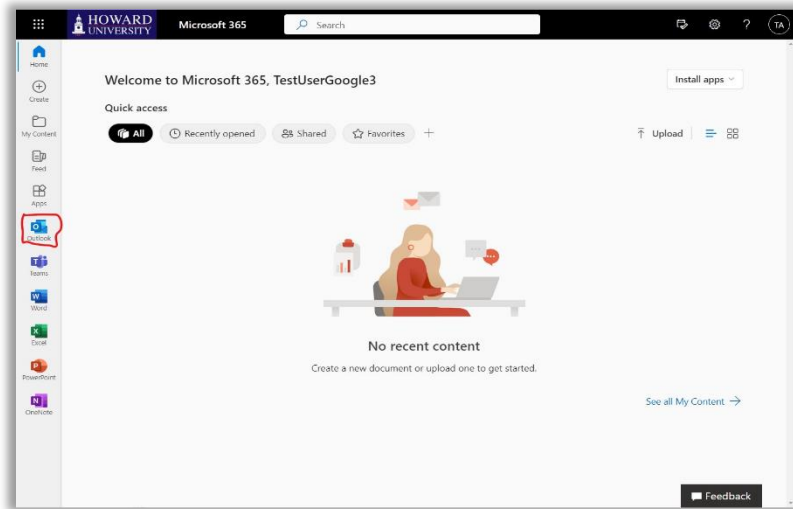 HOWARD
UNIVERSITY
Microsoft 365
Search
?
TA
Home
Create
My Content
Feed
Apps
Outlook
Teams
Word
Excel
PowerPoint
OneNote
Welcome to Microsoft 365, TestUserGoogle3
Install apps
Quick access
All
Recently opened
Shared
Favorites
Upload
No recent content
Create a new document or upload one to get started.
See all My Content
Feedback